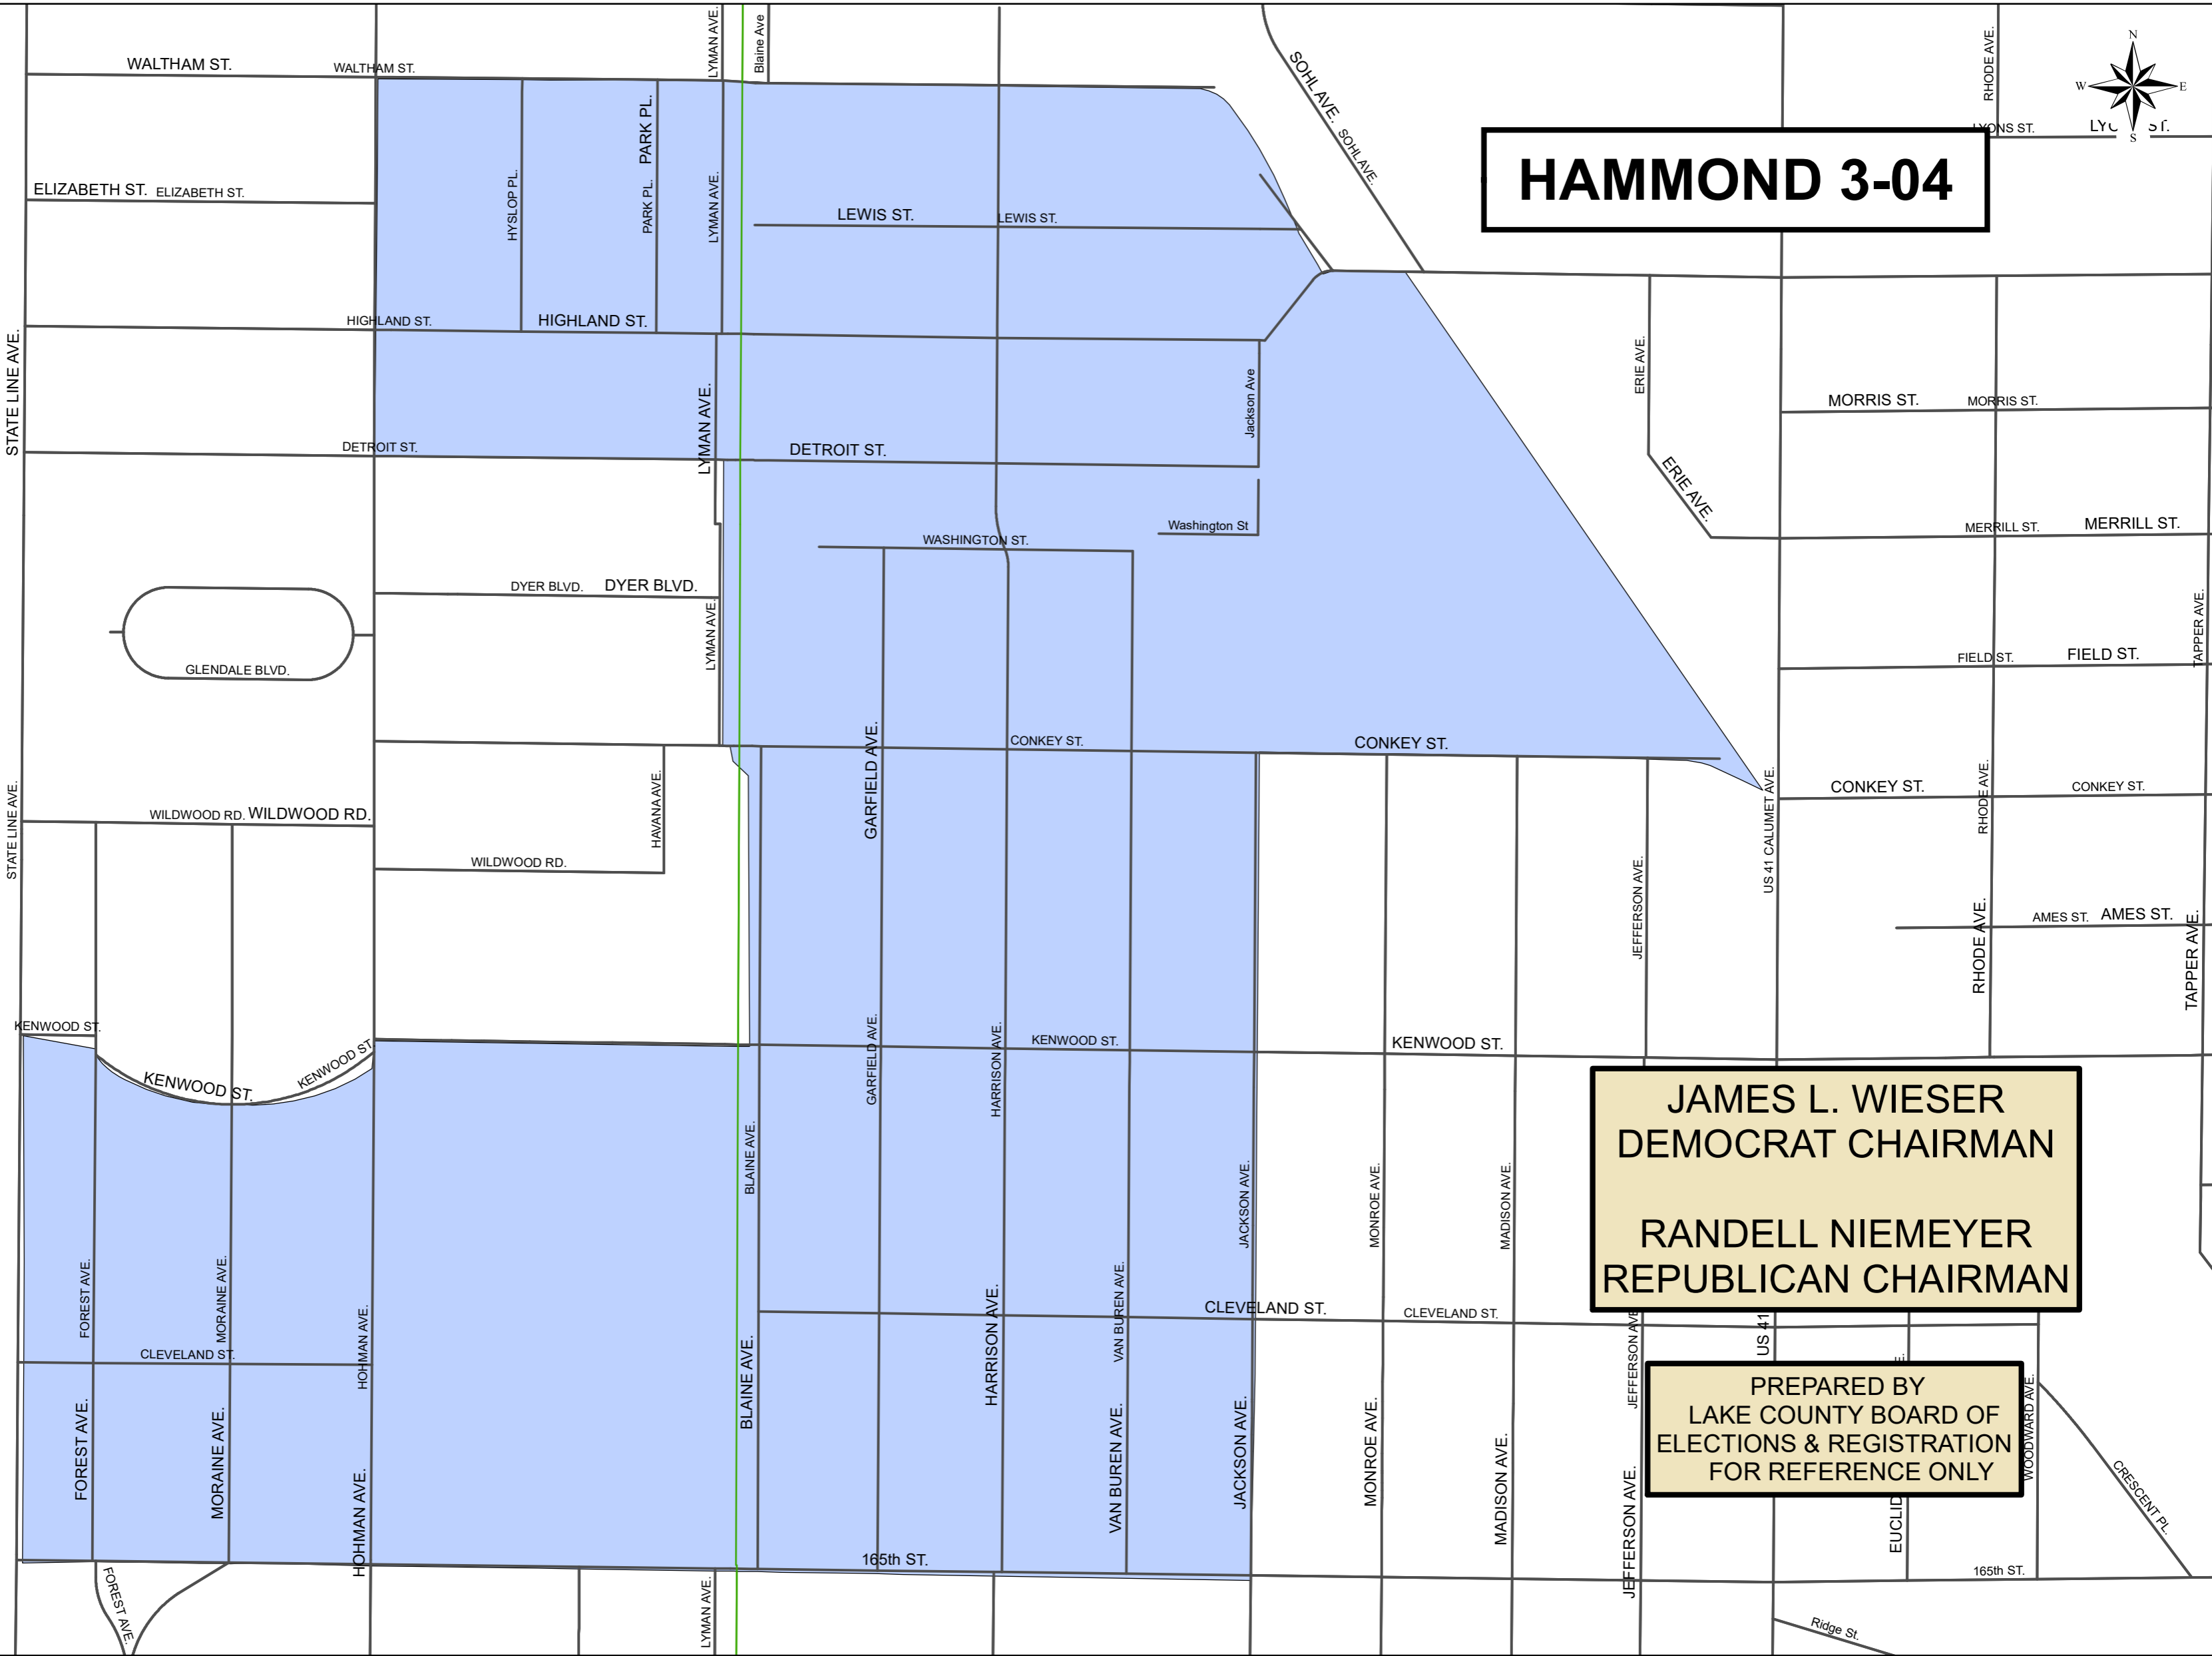 LYMAN AVE.
Blaine Ave
RHODE AVE.
N
W
E
S
WALTHAM ST.
WALTHAM ST.
SOHL AVE.
SOHL AVE.
LYONS ST.
HAMMOND 3-04
PARK PL.
PARK PL.
HYSLOP PL.
LYMAN AVE.
ELIZABETH ST.
ELIZABETH ST.
LEWIS ST.
LEWIS ST.
HIGHLAND ST.
HIGHLAND ST.
STATE LINE AVE.
LYMAN AVE.
Jackson Ave
ERIE AVE.
MORRIS ST.
MORRIS ST.
DETROIT ST.
DETROIT ST.
ERIE AVE.
Washington St
WASHINGTON ST.
MERRILL ST.
MERRILL ST.
DYER BLVD.
DYER BLVD.
LYMAN AVE.
TAPPER AVE.
GLENDALE BLVD.
FIELD ST.
FIELD ST.
CONKEY ST.
CONKEY ST.
GARFIELD AVE.
STATE LINE AVE.
WILDWOOD RD.
WILDWOOD RD.
HAVANA AVE.
WILDWOOD RD.
US 41 CALUMET AVE.
CONKEY ST.
RHODE AVE.
CONKEY ST.
JEFFERSON AVE.
RHODE AVE.
AMES ST.
AMES ST.
TAPPER AVE.
KENWOOD ST.
KENWOOD ST.
KENWOOD ST.
GARFIELD AVE.
HARRISON AVE.
KENWOOD ST.
KENWOOD ST.
JAMES L. WIESER
DEMOCRAT CHAIRMAN
RANDELL NIEMEYER
REPUBLICAN CHAIRMAN
BLAINE AVE.
JACKSON AVE.
MONROE AVE.
MADISON AVE.
FOREST AVE.
MORAINE AVE.
HOHMAN AVE.
VAN BUREN AVE.
CLEVELAND ST.
CLEVELAND ST.
CLEVELAND ST.
HARRISON AVE.
BLAINE AVE.
JEFFERSON AVE.
US 41
PREPARED BY
LAKE COUNTY BOARD OF
ELECTIONS & REGISTRATION
FOR REFERENCE ONLY
WOODWARD AVE.
FOREST AVE.
MORAINE AVE.
HOHMAN AVE.
VAN BUREN AVE.
JACKSON AVE.
MONROE AVE.
MADISON AVE.
JEFFERSON AVE.
EUCLID
CRESCENT PL.
165th ST.
165th ST.
FOREST AVE.
LYMAN AVE.
Ridge St.